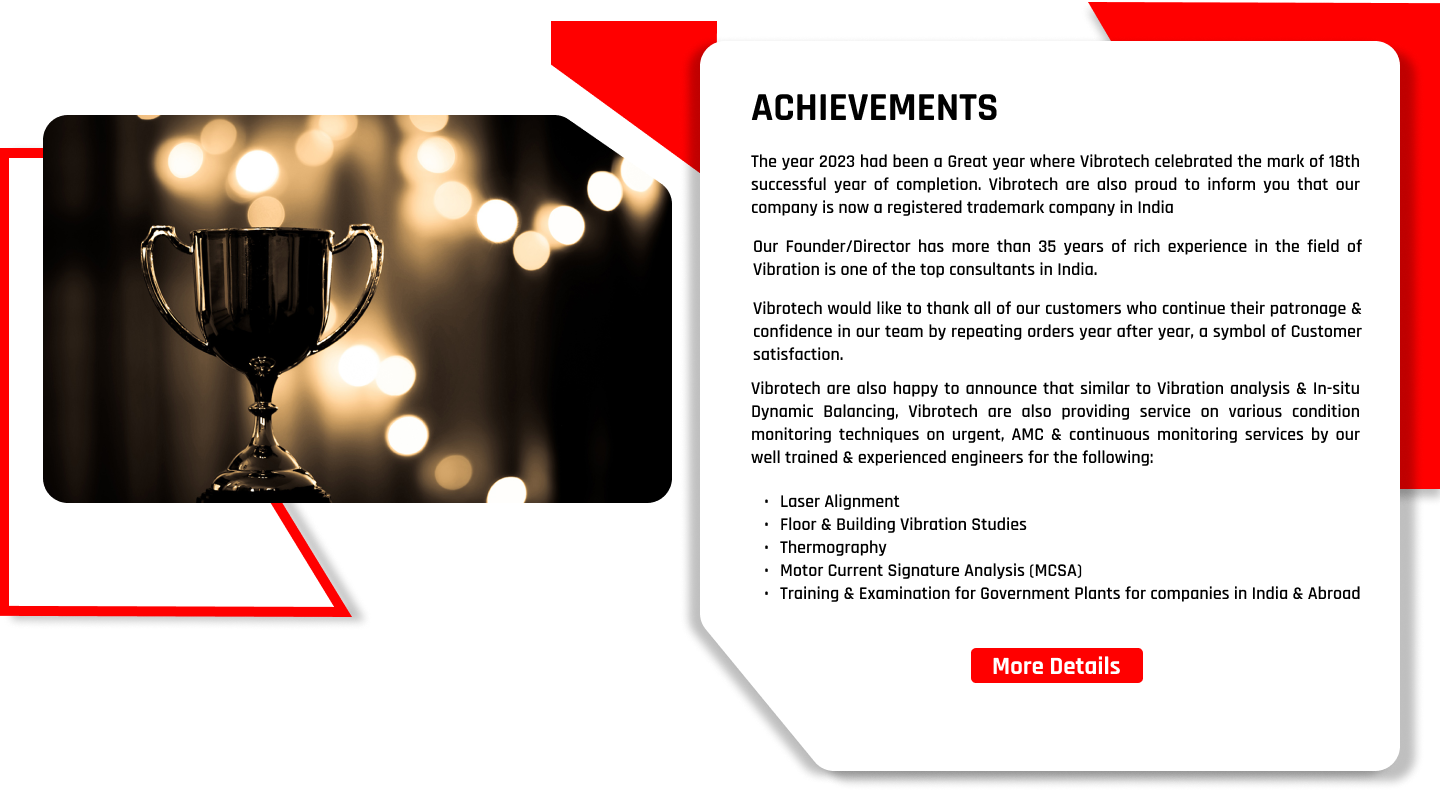 ACHIEVEMENTS
The year 2023 had been a Great year where Vibrotech celebrated the mark of 18th
successful year of completion. Vibrotech are also proud to inform you that our
company is now a registered trademark company in India
Our Founder/Director has more than 35 years of rich experience in the field of
Vibration is one of the top consultants in India.
Vibrotech would like to thank all of our customers who continue their patronage &
confidence in our team by repeating orders year after year, a symbol of Customer
satisfaction.
Vibrotech are also happy to announce that similar to Vibration analysis & In-situ
Dynamic Balancing, Vibrotech are also providing service on various condition
monitoring techniques on urgent, AMC & continuous monitoring services by our
well trained & experienced engineers for the following:
• Laser Alignment
• Floor & Building Vibration Studies
• Thermography
• Motor Current Signature Analysis (MCSA)
• Training & Examination for Government Plants for companies in India & Abroad
More Details